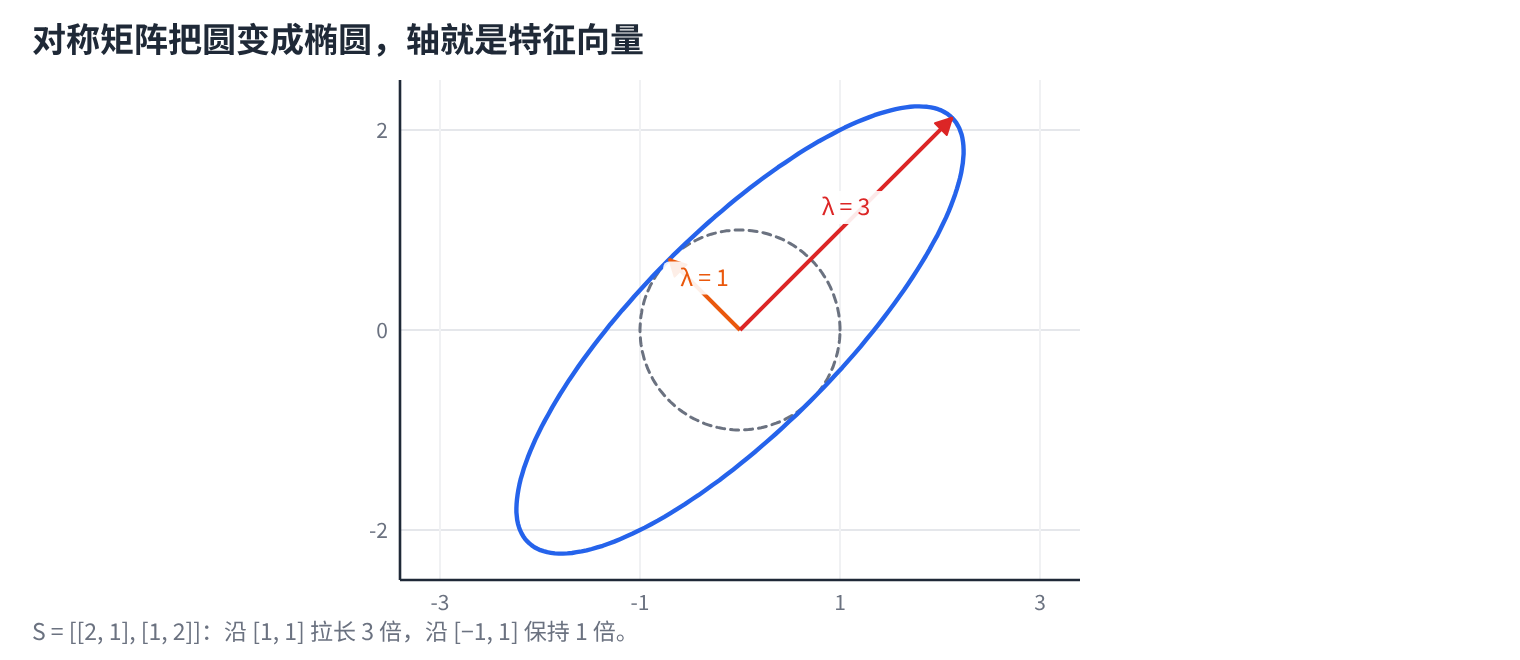 对称矩阵把圆变成椭圆，轴就是特征向量
2
λ = 3
λ = 1
0
-2
-3 -1 1 3
S = [[2, 1], [1, 2]]：沿 [1, 1] 拉长 3 倍，沿 [−1, 1] 保持 1 倍。